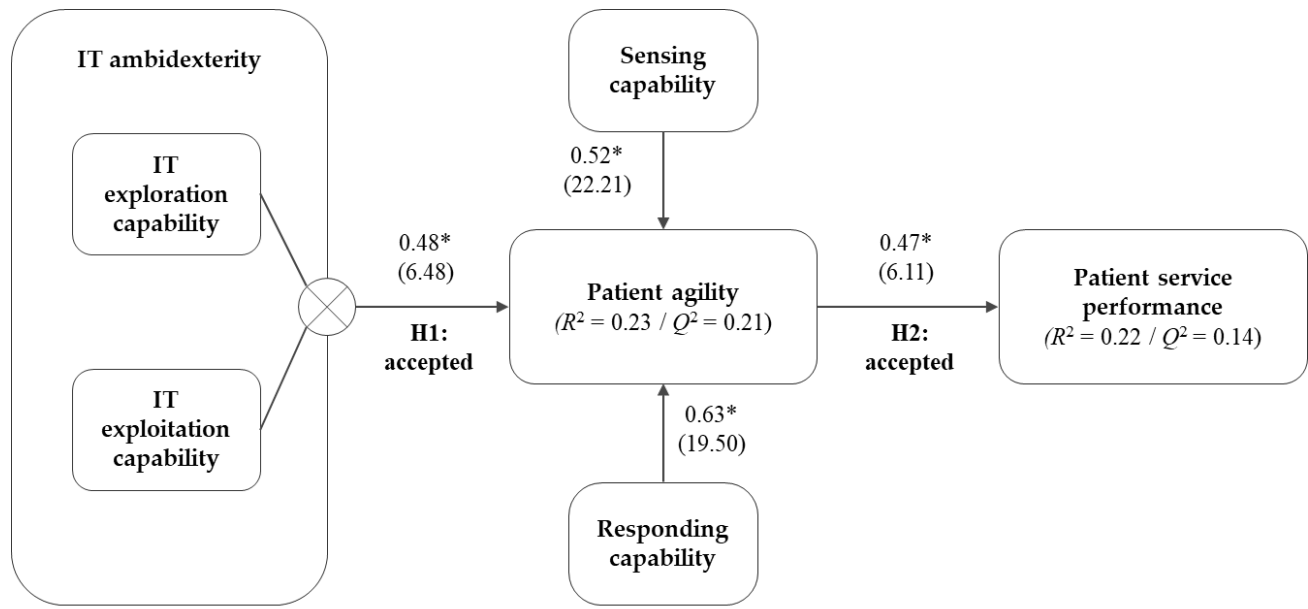 IT ambidexterity
IT
exploration
capability
IT
exploitation
capability
0.48*
(6.48)
H1:
accepted
Sensing
capability
0.52*
(22.21)
Patient agility
(R² = 0.23 / Q² = 0.21)
0.63*
(19.50)
Responding
capability
0.47*
(6.11)
H2:
accepted
Patient service
performance
(R² = 0.22 / Q² = 0.14)